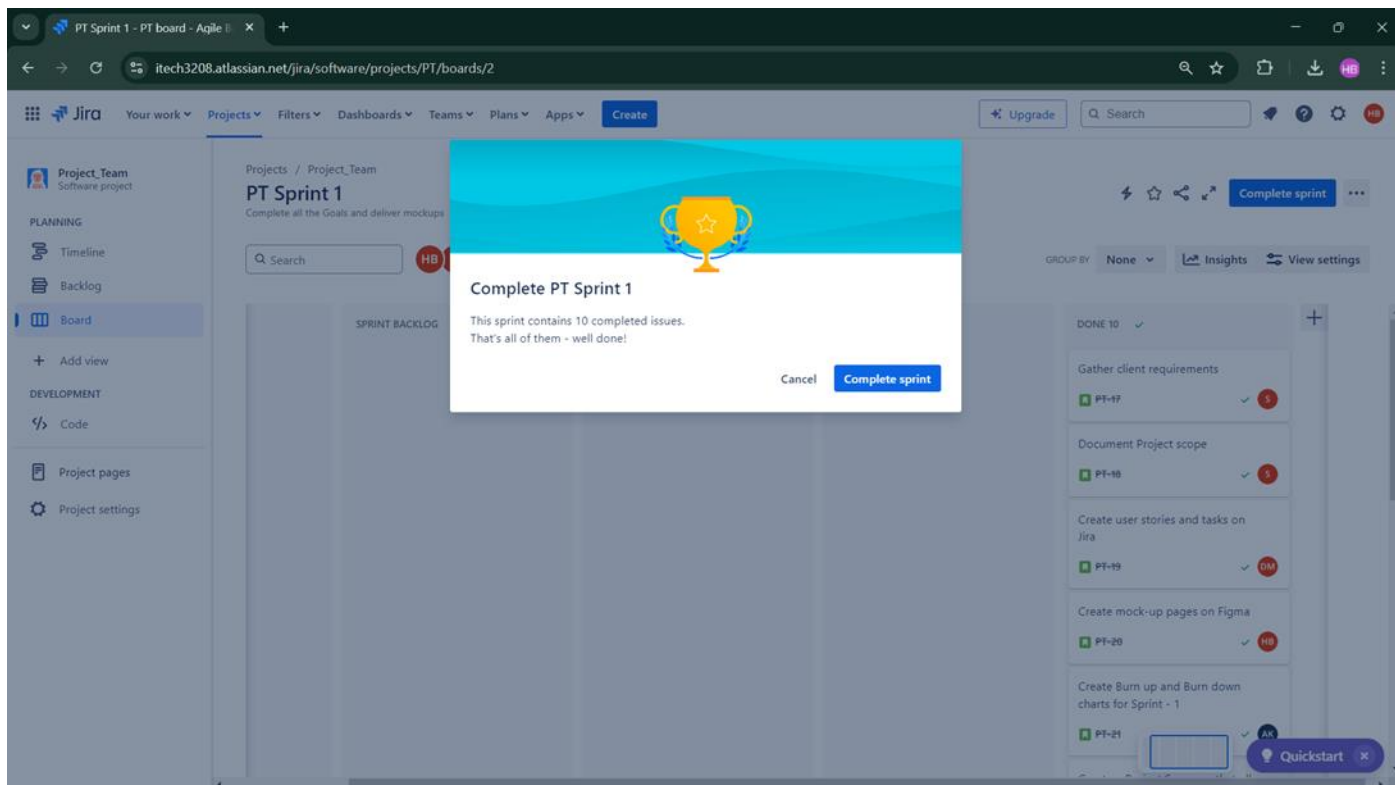 PT Sprint 1 - PT board - Agile B
itech3208.atlassian.net/jira/software/projects/PT/boards/2
HB
Jira
Your work
Projects
Filters
Dashboards
Teams
Plans
Apps
Create
Upgrade
Search
HB
Project_Team
Software project
PLANNING
Timeline
Backlog
Board
Add view
DEVELOPMENT
Code
Project pages
Project settings
Projects / Project_Team
PT Sprint 1
Complete all the Goals and deliver mockups
Complete sprint
Search
HB
GROUP BY
None
Insights
View settings
SPRINT BACKLOG
Complete PT Sprint 1
This sprint contains 10 completed issues.
That's all of them - well done!
Cancel
Complete sprint
DONE 10
Gather client requirements
PT-17
S
Document Project scope
PT-18
S
Create user stories and tasks on
Jira
PT-19
DM
Create mock-up pages on Figma
PT-20
HB
Create Burn up and Burn down
charts for Sprint - 1
PT-21
AK
Quickstart